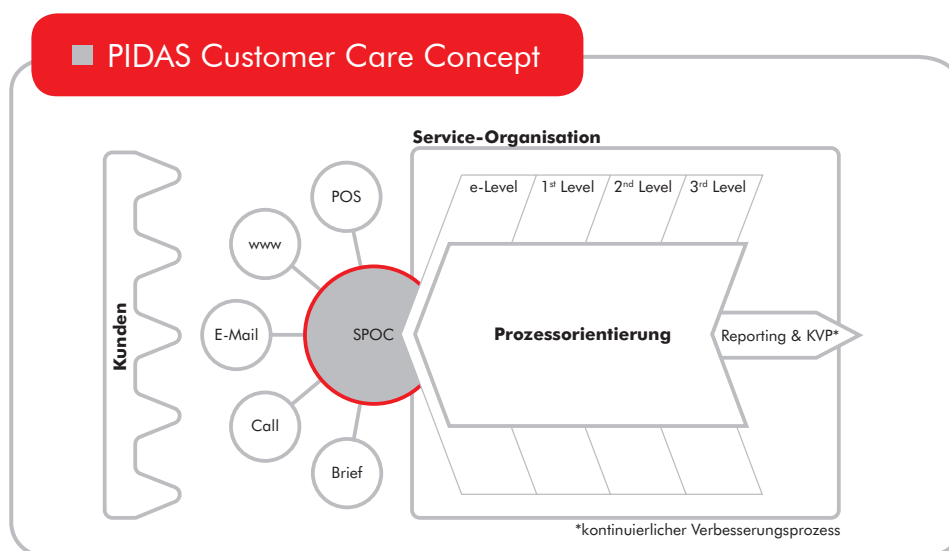 PIDAS Customer Care Concept
Service-Organisation
e-Level 1st Level 2nd Level 3rd Level
POS
www
E-Mail
Call
Brief
Kunden
SPOC
Prozessorientierung
Reporting & KVP*
*kontinuierlicher Verbesserungsprozess